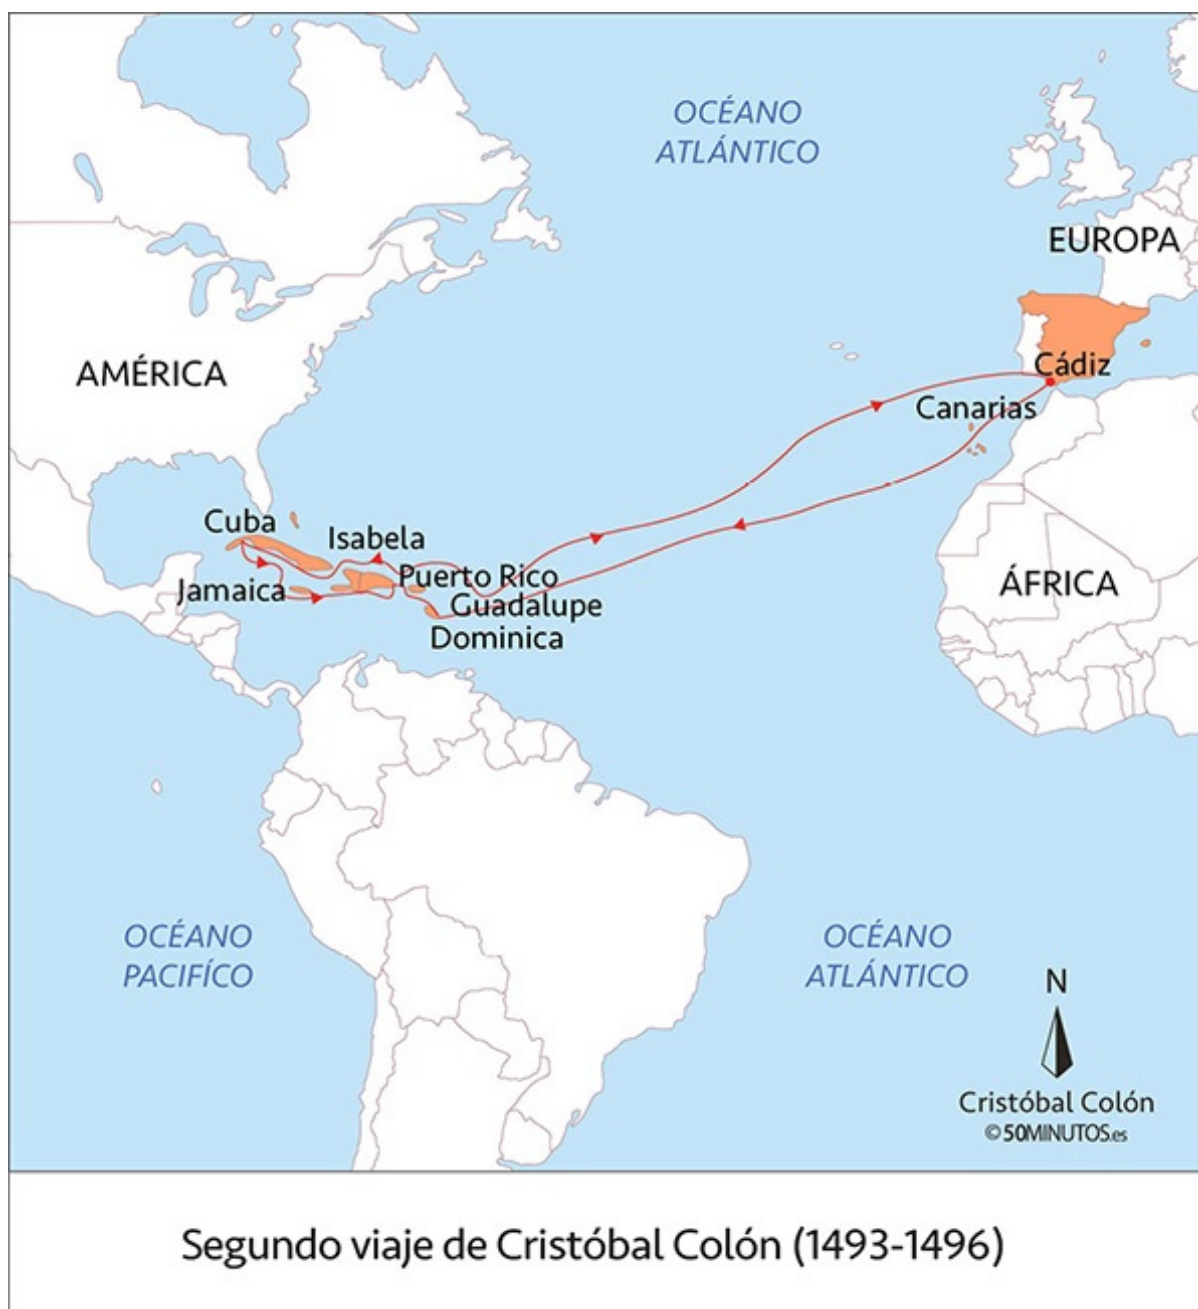 OCÉANO
ATLÁNTICO
EUROPA
AMÉRICA
Cádiz
Canarias
Cuba
Isabela
Jamaica
Puerto Rico
ÁFRICA
Guadalupe
Dominica
OCÉANO
PACIFÍCO
OCÉANO
ATLÁNTICO
N
Cristóbal Colón
©50MINUTOS.es
Segundo viaje de Cristóbal Colón (1493-1496)